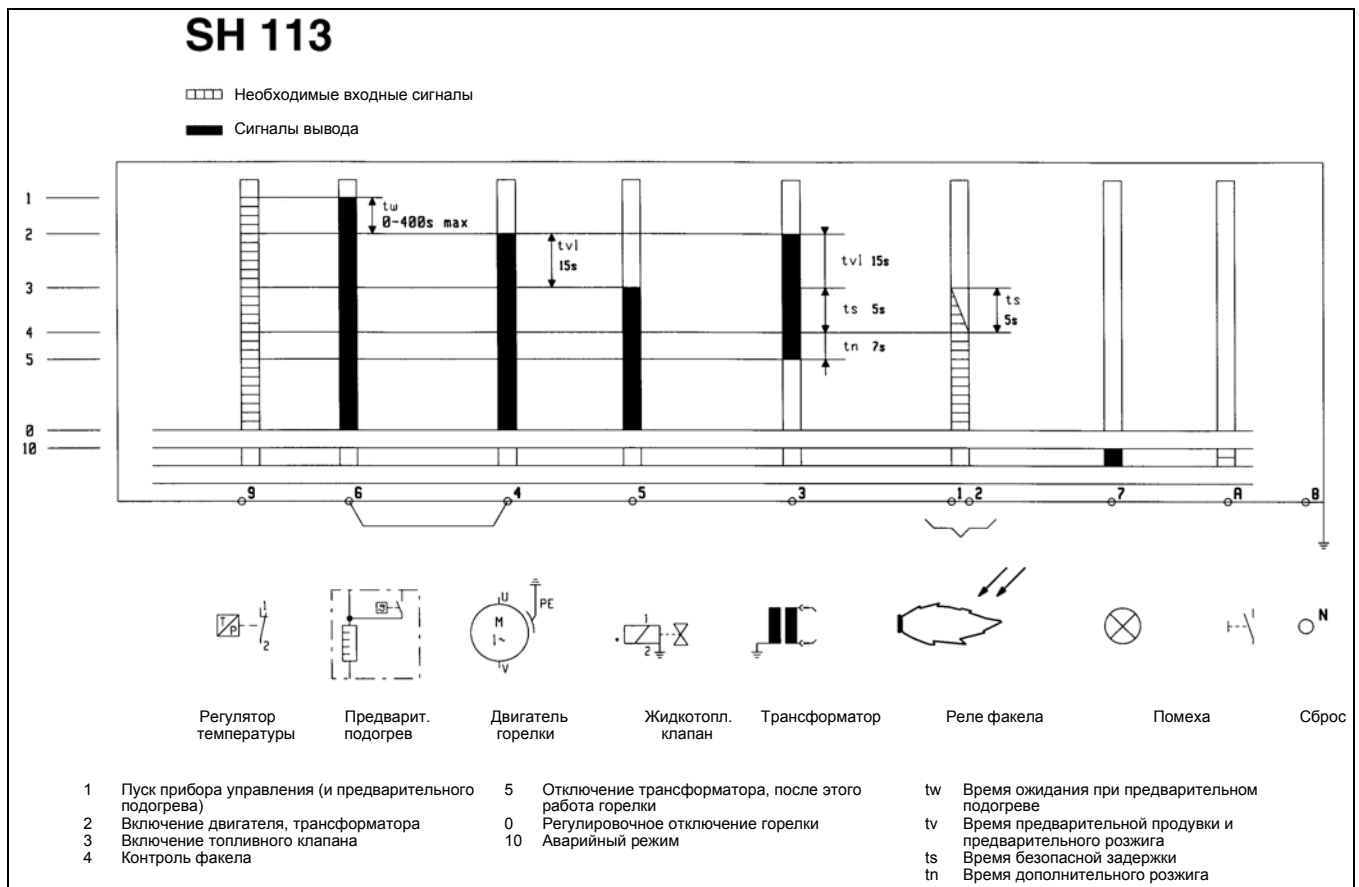 SH 113
Необходимые входные сигналы
Сигналы вывода
1
tw
0-400s max
2
tvl
15s
tvl 15s
3
ts 5s
ts
5s
4
tn 7s
5
0
10
9 6 4 5 3 1 2 7 A B
T/P 1 2
M 1~ U V PE
1 2
N
Регулятор температуры
Предварит. подогрев
Двигатель горелки
Жидкотопл. клапан
Трансформатор
Реле факела
Помеха
Сброс
1 Пуск прибора управления (и предварительного
подогрева)
2 Включение двигателя, трансформатора
3 Включение топливного клапана
4 Контроль факела
5 Отключение трансформатора, после этого
работа горелки
0 Регулировочное отключение горелки
10 Аварийный режим
tw Время ожидания при предварительном
подогреве
tv Время предварительной продувки и
предварительного розжига
ts Время безопасной задержки
tn Время дополнительного розжига